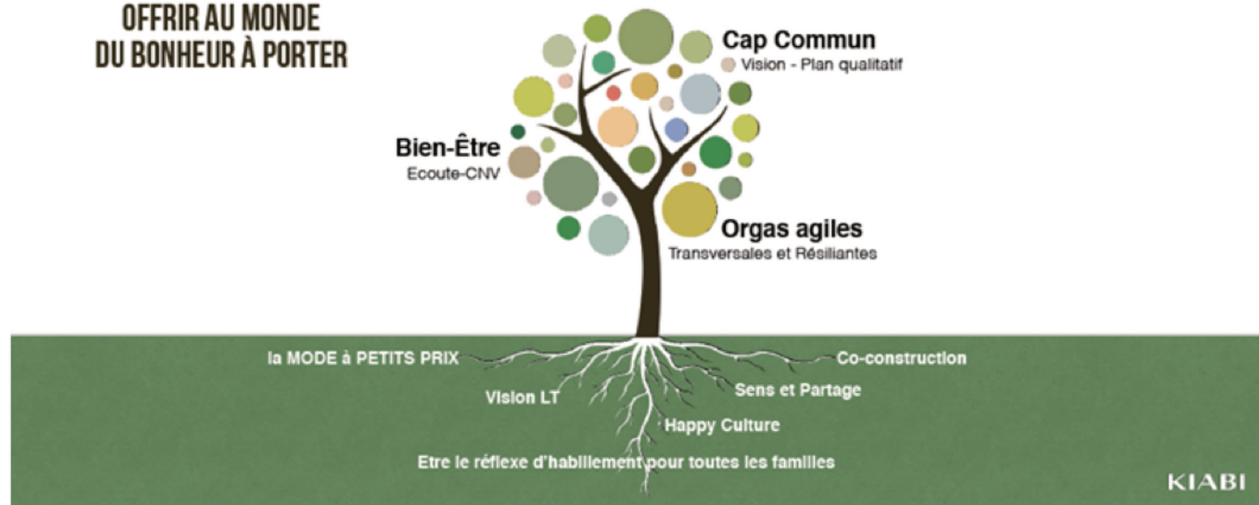 OFFRIR AU MONDE
DU BONHEUR À PORTER
Cap Commun
Vision - Plan qualitatif
Bien-Être
Ecoute-CNV
Orgas agiles
Transversales et Résiliantes
la MODE à PETITS PRIX
Co-construction
Vision LT
Sens et Partage
Happy Culture
Etre le réflexe d'habillement pour toutes les familles
KIABI